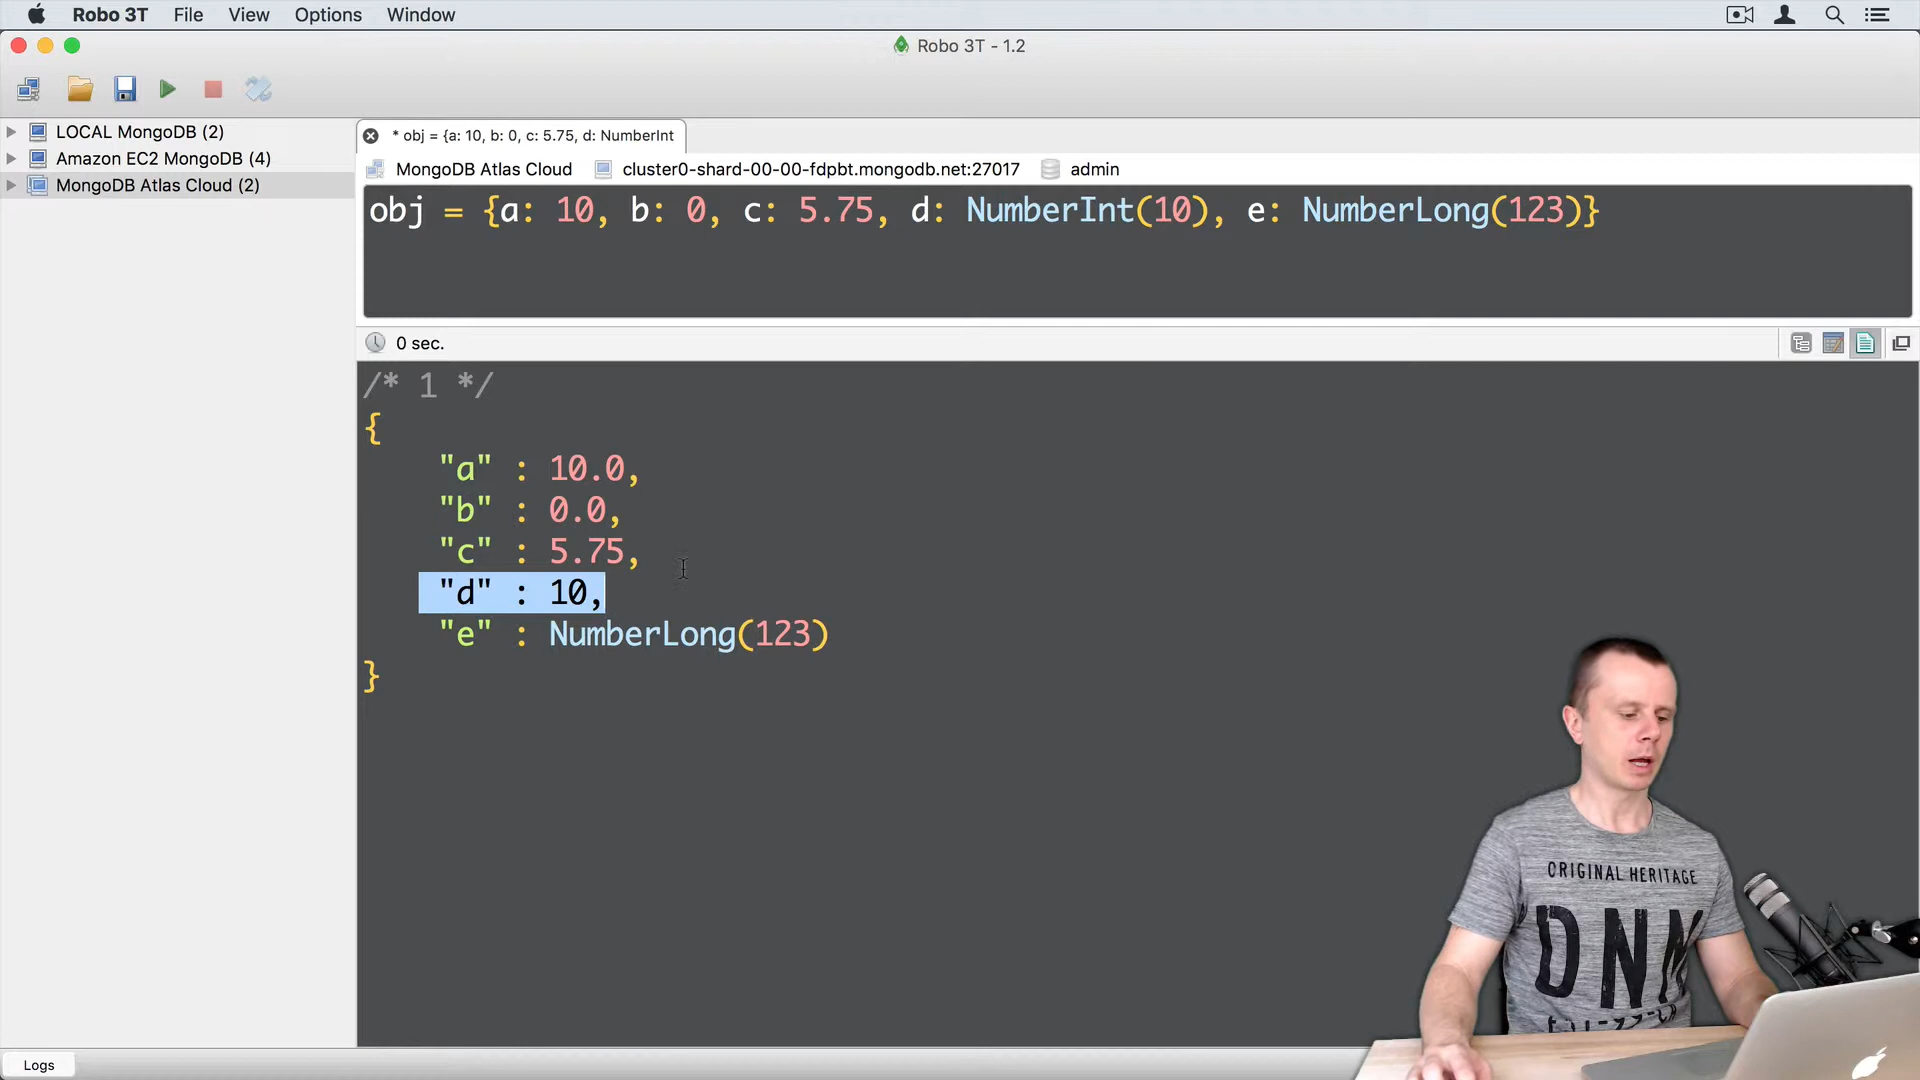 Robo 3T File View Options Window
Robo 3T - 1.2
LOCAL MongoDB (2)
Amazon EC2 MongoDB (4)
MongoDB Atlas Cloud (2)
* obj = {a: 10, b: 0, c: 5.75, d: NumberInt
MongoDB Atlas Cloud cluster0-shard-00-00-fdpbt.mongodb.net:27017 admin
obj = {a: 10, b: 0, c: 5.75, d: NumberInt(10), e: NumberLong(123)}
0 sec.
/* 1 */
{
"a" : 10.0,
"b" : 0.0,
"c" : 5.75,
"d" : 10,
"e" : NumberLong(123)
}
ORIGINAL HERITAGE
DNM
Logs